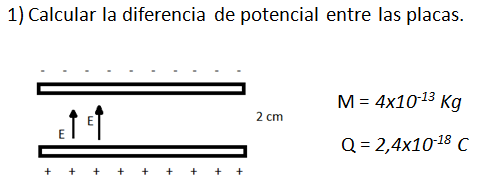 1) Calcular la diferencia de potencial entre las placas.
- - - - - - - - - -
2 cm
E E
M = 4x10⁻¹³ Kg
Q = 2,4x10⁻¹⁸ C
+ + + + + + + + +